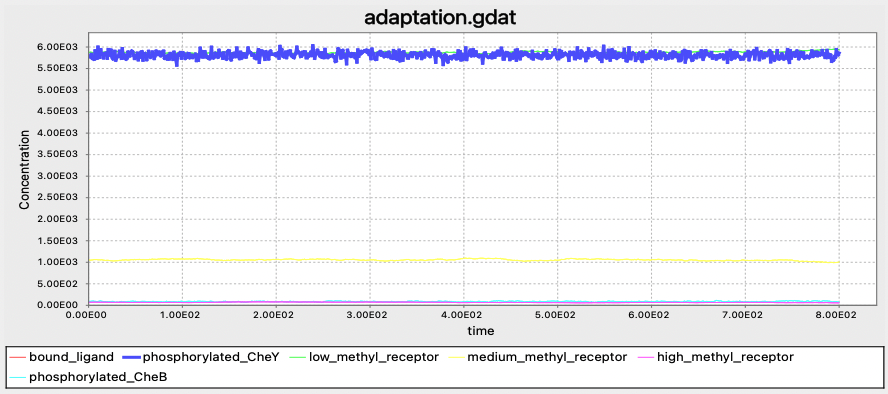 adaptation.gdat
6.00E03
5.50E03
5.00E03
4.50E03
4.00E03
3.50E03
3.00E03
2.50E03
2.00E03
1.50E03
1.00E03
5.00E02
0.00E00
Concentration
0.00E00 1.00E02 2.00E02 3.00E02 4.00E02 5.00E02 6.00E02 7.00E02 8.00E02
time
bound_ligand phosphorylated_CheY low_methyl_receptor medium_methyl_receptor high_methyl_receptor
phosphorylated_CheB